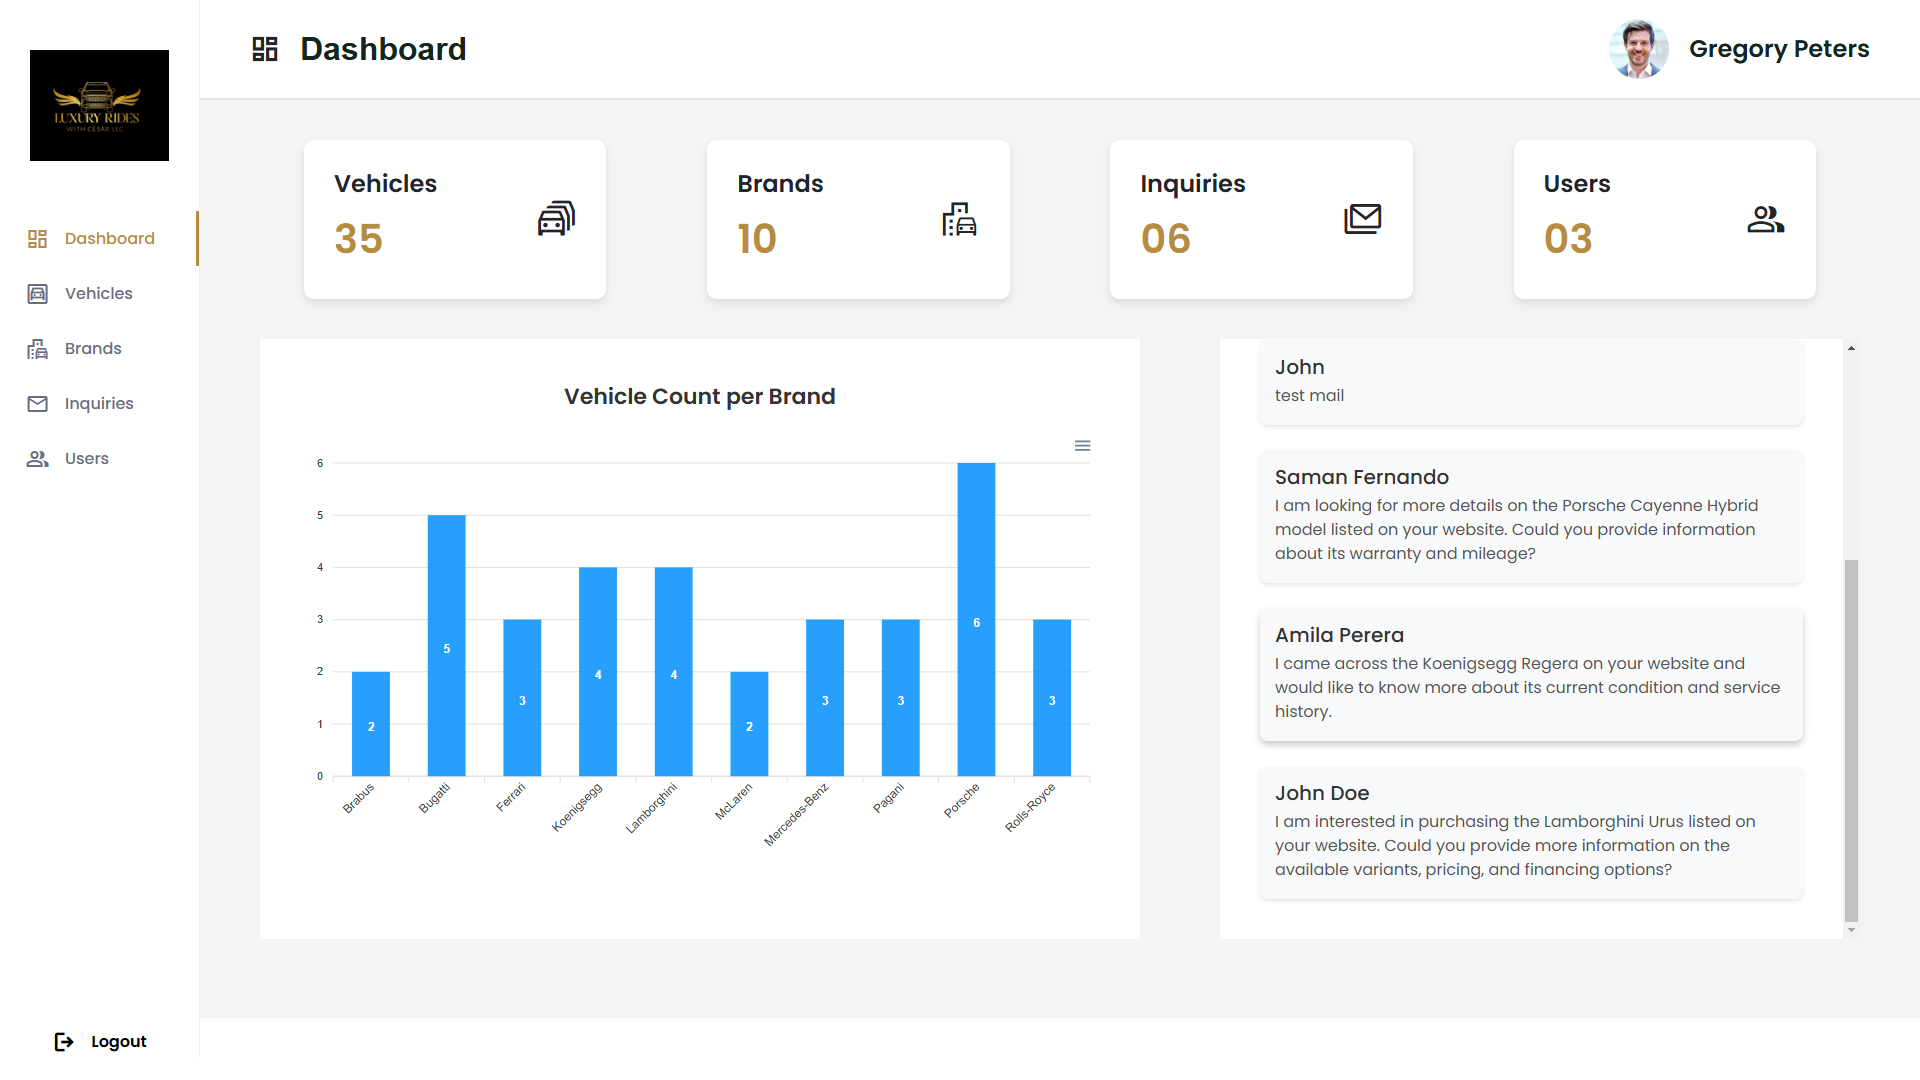 LUXURY RIDES
WITH CESAR LLC
Dashboard
Vehicles
Brands
Inquiries
Users
Logout
Dashboard
Gregory Peters
Vehicles
35
Brands
10
Inquiries
06
Users
03
Vehicle Count per Brand
6
5
4
3
2
1
0
2
5
3
4
4
2
3
3
6
3
Brabus
Bugatti
Ferrari
Koenigsegg
Lamborghini
McLaren
Mercedes-Benz
Pagani
Porsche
Rolls-Royce
John
test mail
Saman Fernando
I am looking for more details on the Porsche Cayenne Hybrid
model listed on your website. Could you provide information
about its warranty and mileage?
Amila Perera
I came across the Koenigsegg Regera on your website and
would like to know more about its current condition and service
history.
John Doe
I am interested in purchasing the Lamborghini Urus listed on
your website. Could you provide more information on the
available variants, pricing, and financing options?